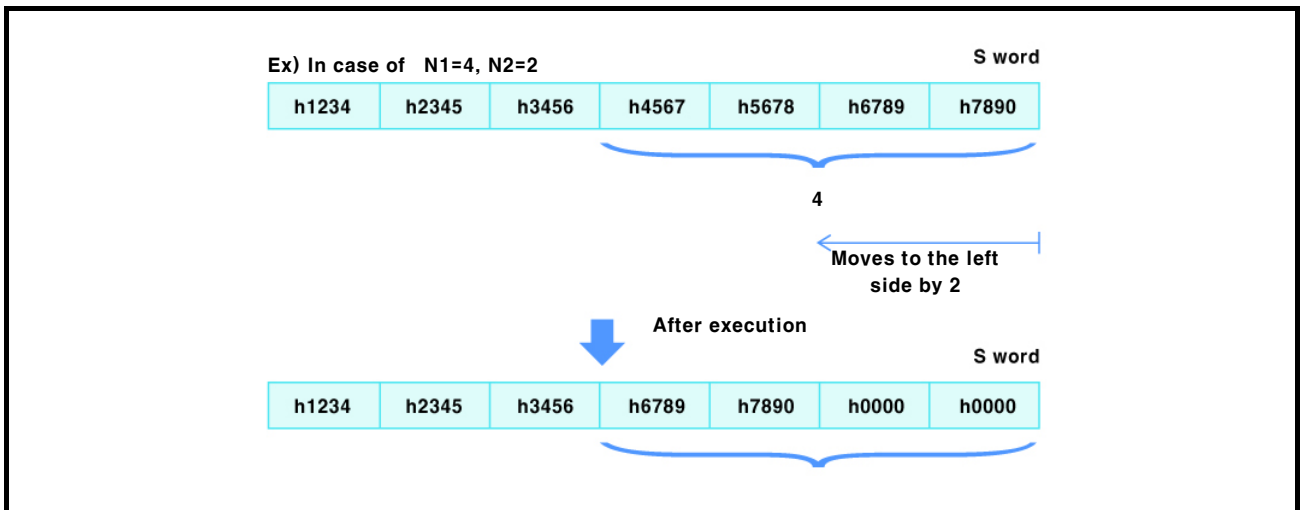 S word
Ex) In case of N1=4, N2=2
h1234 h2345 h3456 h4567 h5678 h6789 h7890
4
Moves to the left
side by 2
After execution
S word
h1234 h2345 h3456 h6789 h7890 h0000 h0000